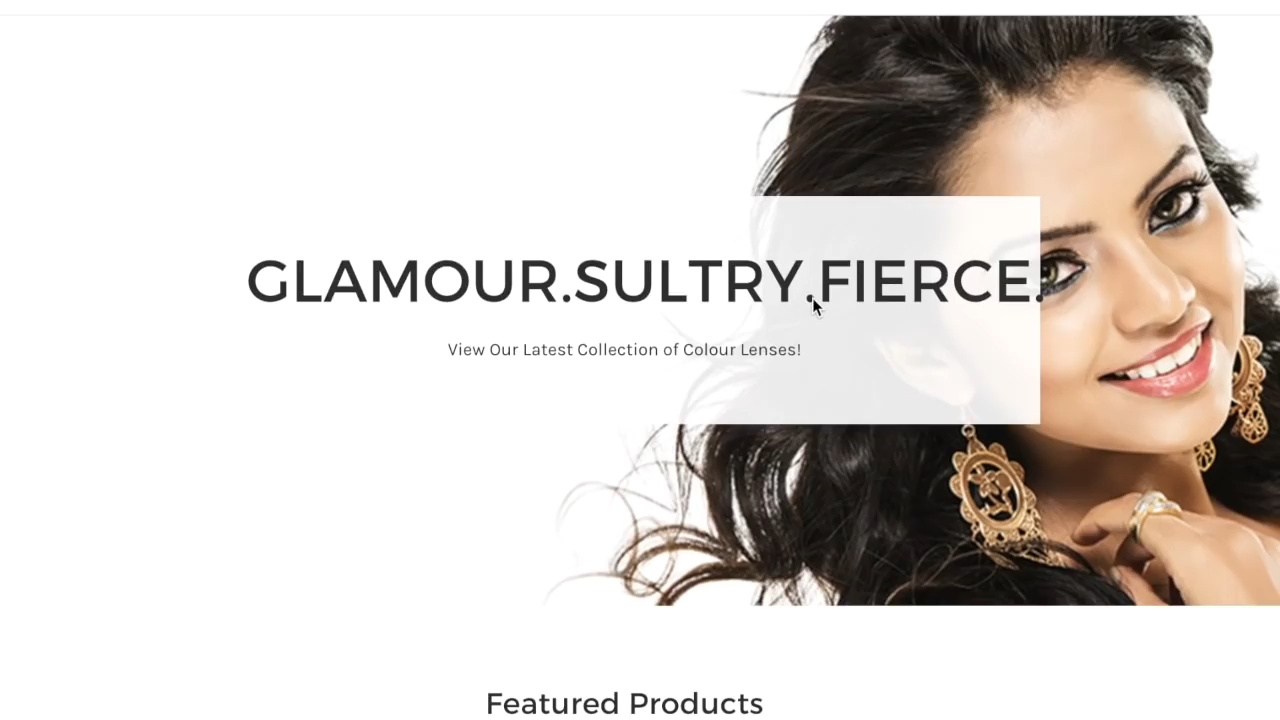 GLAMOUR.SULTRY.FIERCE.
View Our Latest Collection of Colour Lenses!
Featured Products